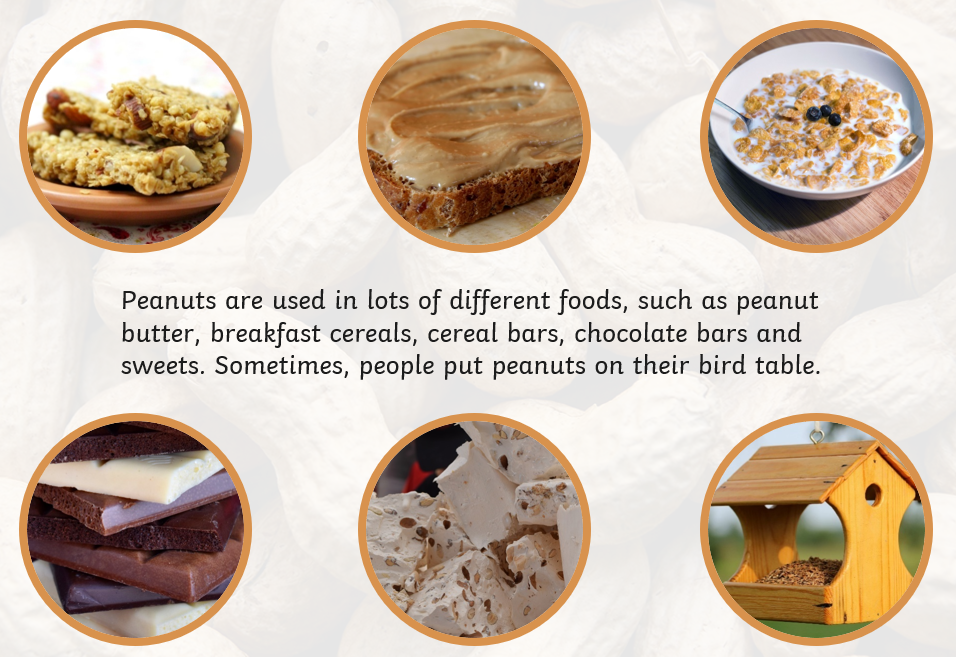 Peanuts are used in lots of different foods, such as peanut
butter, breakfast cereals, cereal bars, chocolate bars and
sweets. Sometimes, people put peanuts on their bird table.